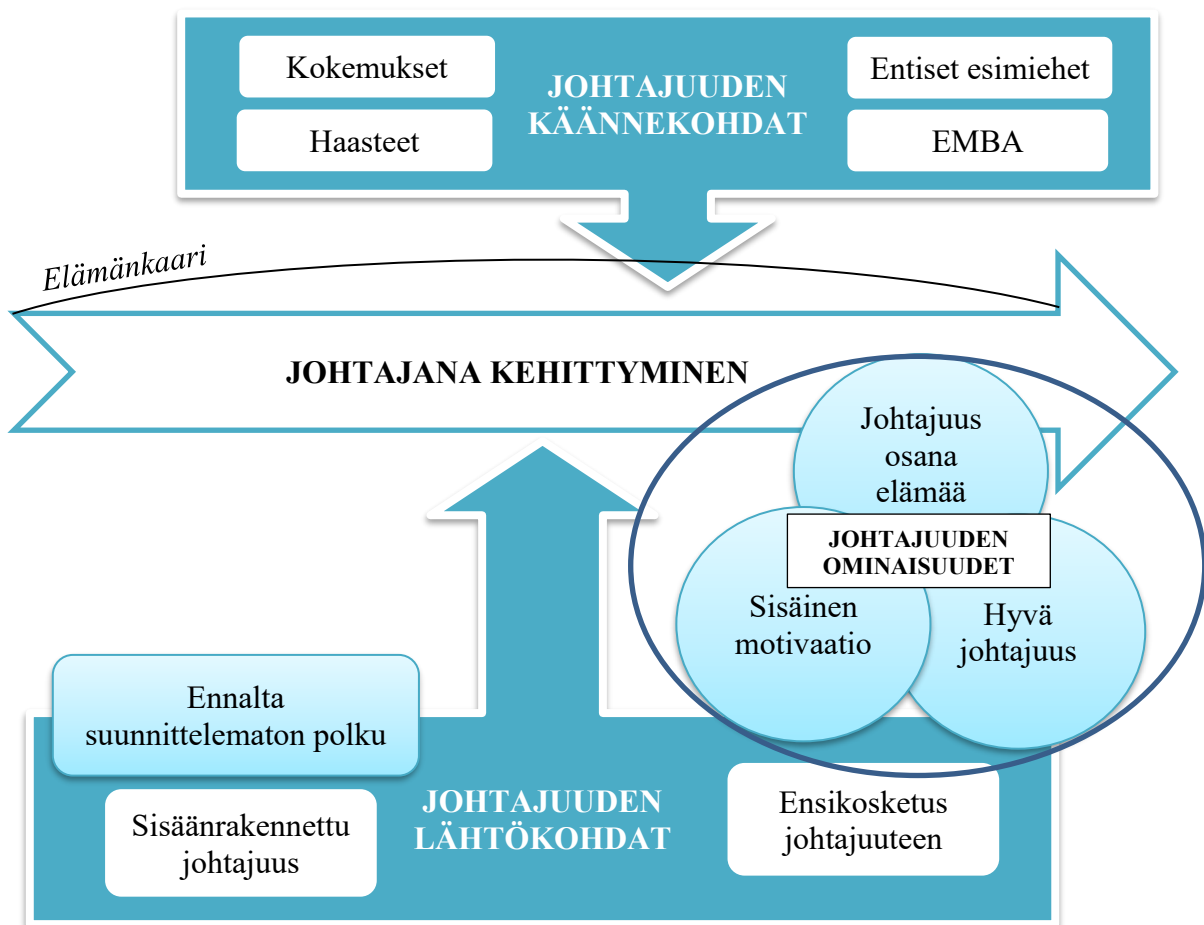 Kokemukset
Haasteet
JOHTAJUUDEN
KÄÄNNEKOHDAT
Entiset esimiehet
EMBA
Elämänkaari
JOHTAJANA KEHITTYMINEN
Johtajuus
osana
elämää
JOHTAJUUDEN
OMINAISUUDET
Sisäinen
motivaatio
Hyvä
johtajuus
Ennalta
suunnittelematon polku
Sisäänrakennettu
johtajuus
JOHTAJUUDEN
LÄHTÖKOHDAT
Ensikosketus
johtajuuteen